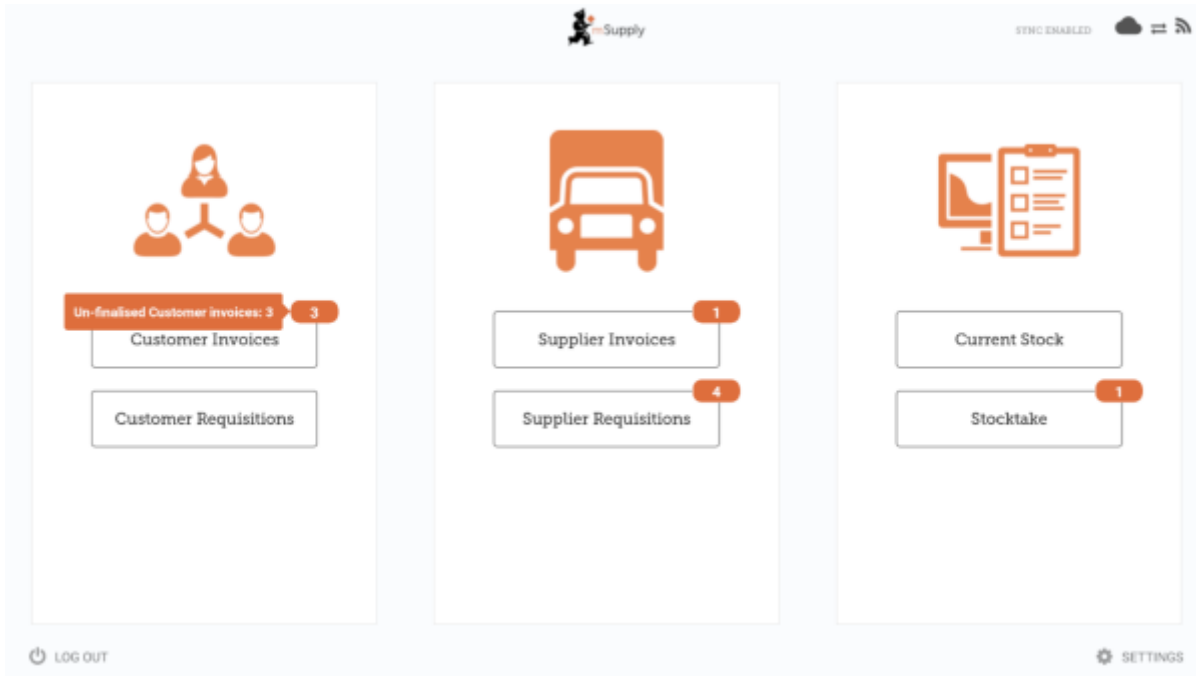 mSupply
SYNC ENABLED
Un-finalised Customer invoices: 3
3
Customer Invoices
Customer Requisitions
1
Supplier Invoices
4
Supplier Requisitions
Current Stock
1
Stocktake
LOG OUT
SETTINGS